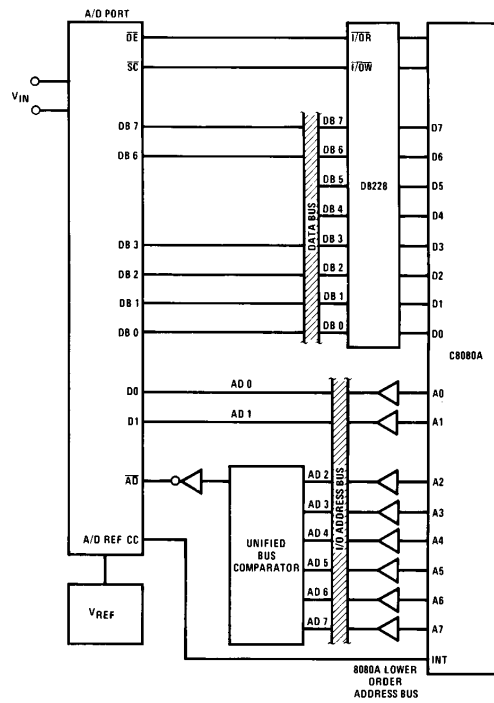 A/D PORT
DE I/OR
SC I/OW
VIN
DB 7 DB 7 D7
DB 6 DB 6 D6
DB 5 D5
DB 4 D4
DATA BUS
D8228
DB 3 DB 3 D3
DB 2 DB 2 D2
DB 1 DB 1 D1
DB 0 DB 0 D0
C8080A
D0 AD 0 A0
D1 AD 1 A1
AD AD 2 A2
AD 3 A3
I/O ADDRESS BUS
UNIFIED
BUS
COMPARATOR
AD 4 A4
A/D REF CC
AD 5 A5
AD 6 A6
VREF
AD 7 A7
INT
8080A LOWER
ORDER
ADDRESS BUS